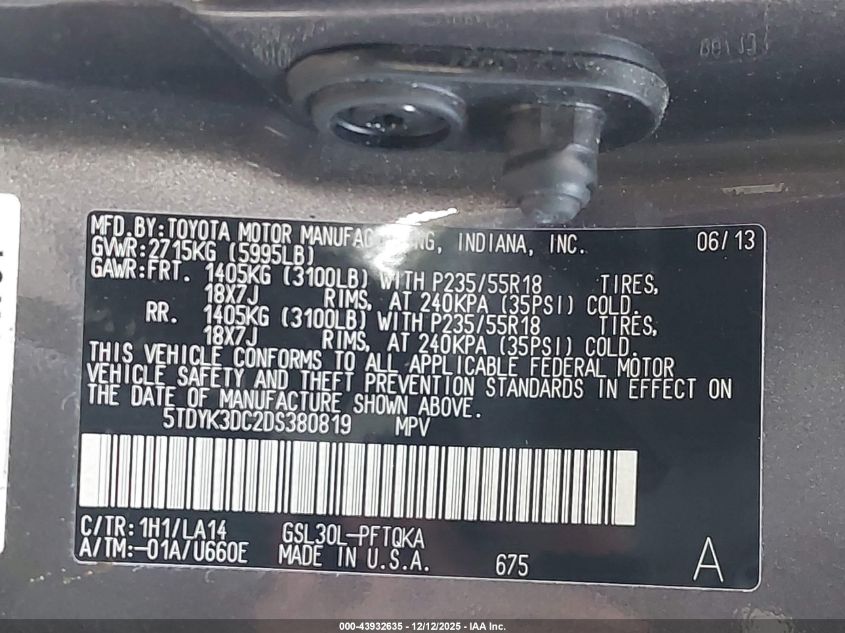 MFD. BY: TOYOTA MOTOR MANUFACTURING, INDIANA, INC. 06/13
GVWR: 2715KG (5995LB)
GAWR: FRT. 1405KG (3100LB) WITH P235/55R18 TIRES,
18X7J RIMS, AT 240KPA (35PSI) COLD.
RR. 1405KG (3100LB) WITH P235/55R18 TIRES,
18X7J RIMS, AT 240KPA (35PSI) COLD.
THIS VEHICLE CONFORMS TO ALL APPLICABLE FEDERAL MOTOR
VEHICLE SAFETY AND THEFT PREVENTION STANDARDS IN EFFECT ON
THE DATE OF MANUFACTURE SHOWN ABOVE.
5TDYK3DC2DS380819 MPV
C/TR: 1H1/LA14 GSL30L-PFTQKA
A/TM: -01A/U660E MADE IN U.S.A. 675 A
000-43932635 - 12/12/2025 - IAA Inc.